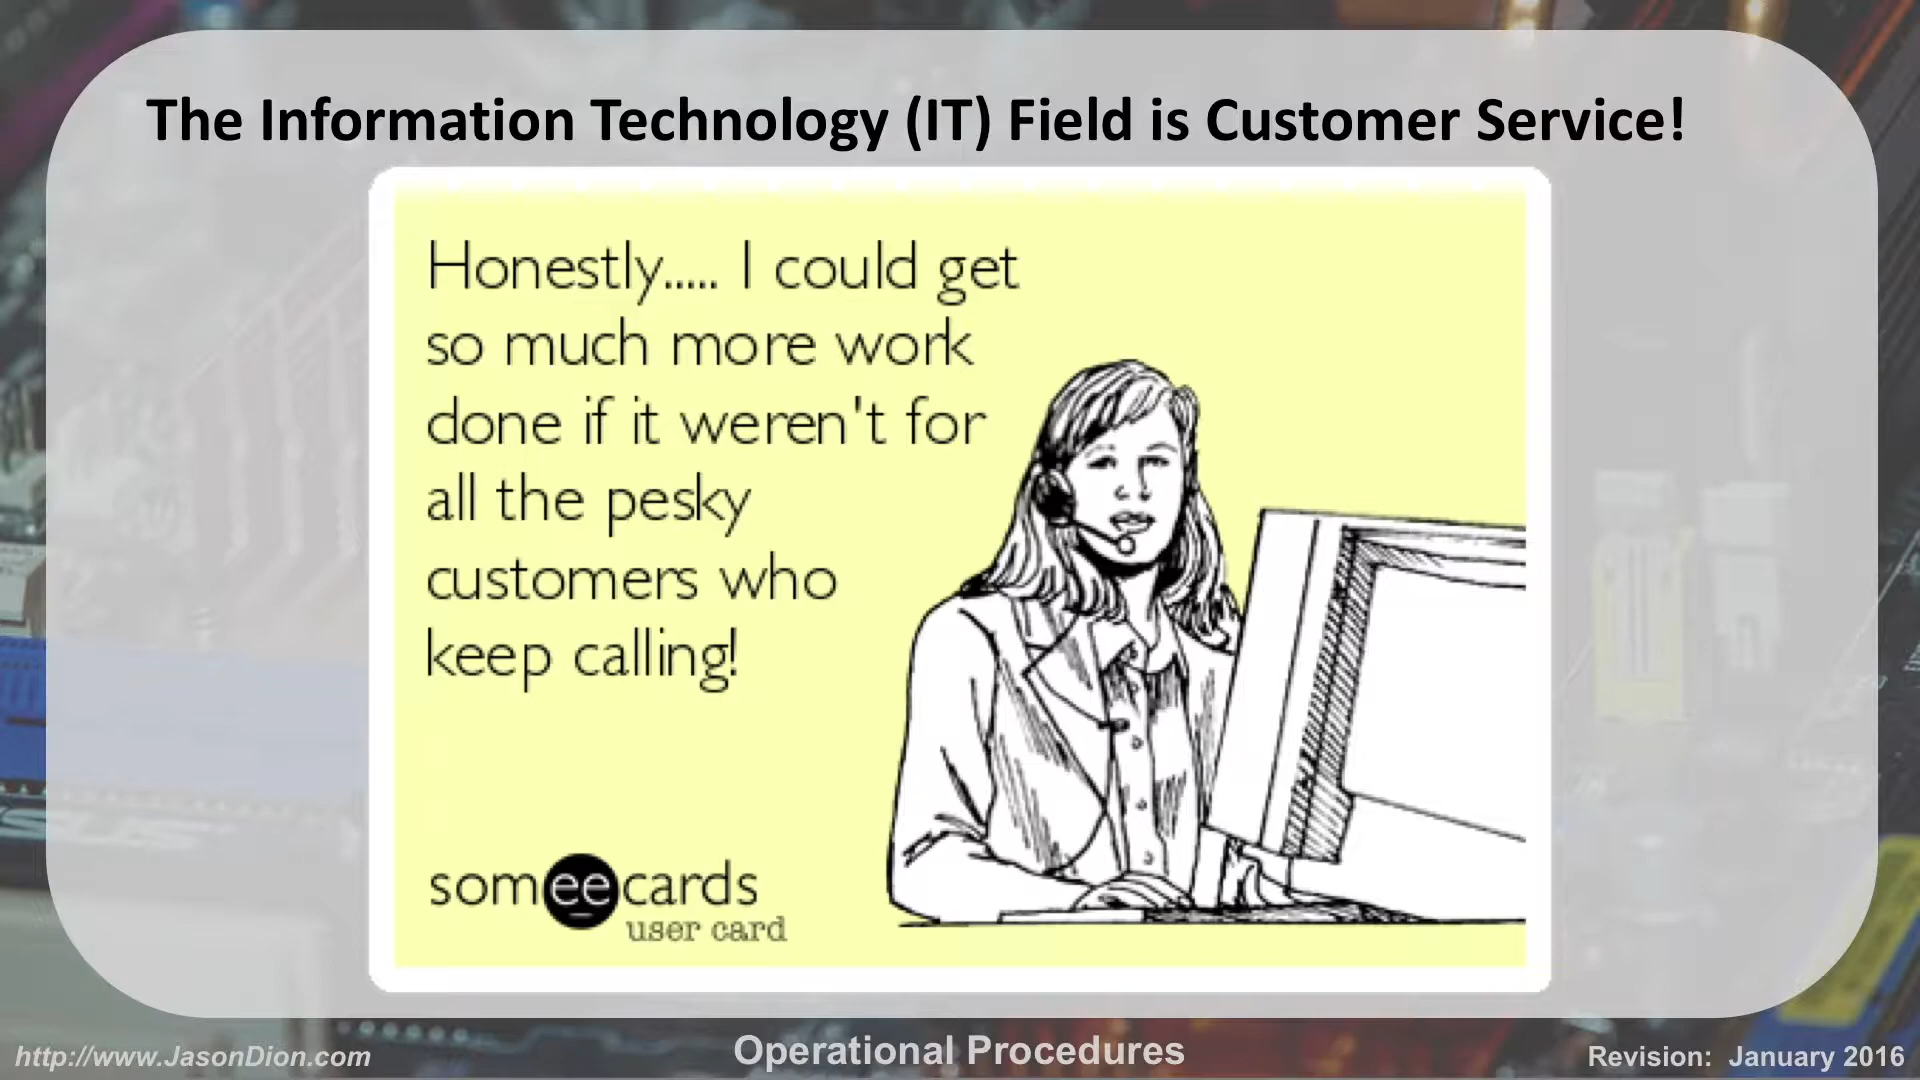 The Information Technology (IT) Field is Customer Service!
Honestly..... I could get
so much more work
done if it weren't for
all the pesky
customers who
keep calling!
someecards
user card
http://www.JasonDion.com
Operational Procedures
Revision: January 2016